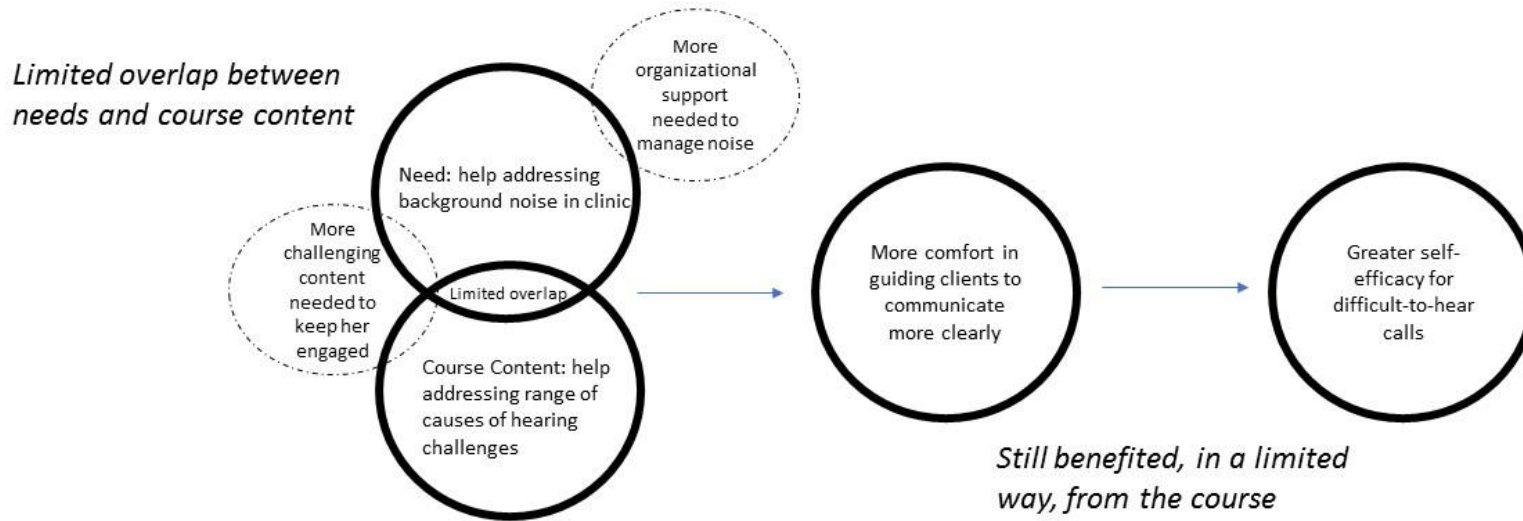 Limited overlap between
needs and course content
More
organizational
support
needed to
manage noise
Need: help addressing
background noise in clinic
More
challenging
content
needed to
keep her
engaged
Limited overlap
Course Content: help
addressing range of
causes of hearing
challenges
More comfort in
guiding clients to
communicate
more clearly
Greater self-
efficacy for
difficult-to-hear
calls
Still benefited, in a limited
way, from the course